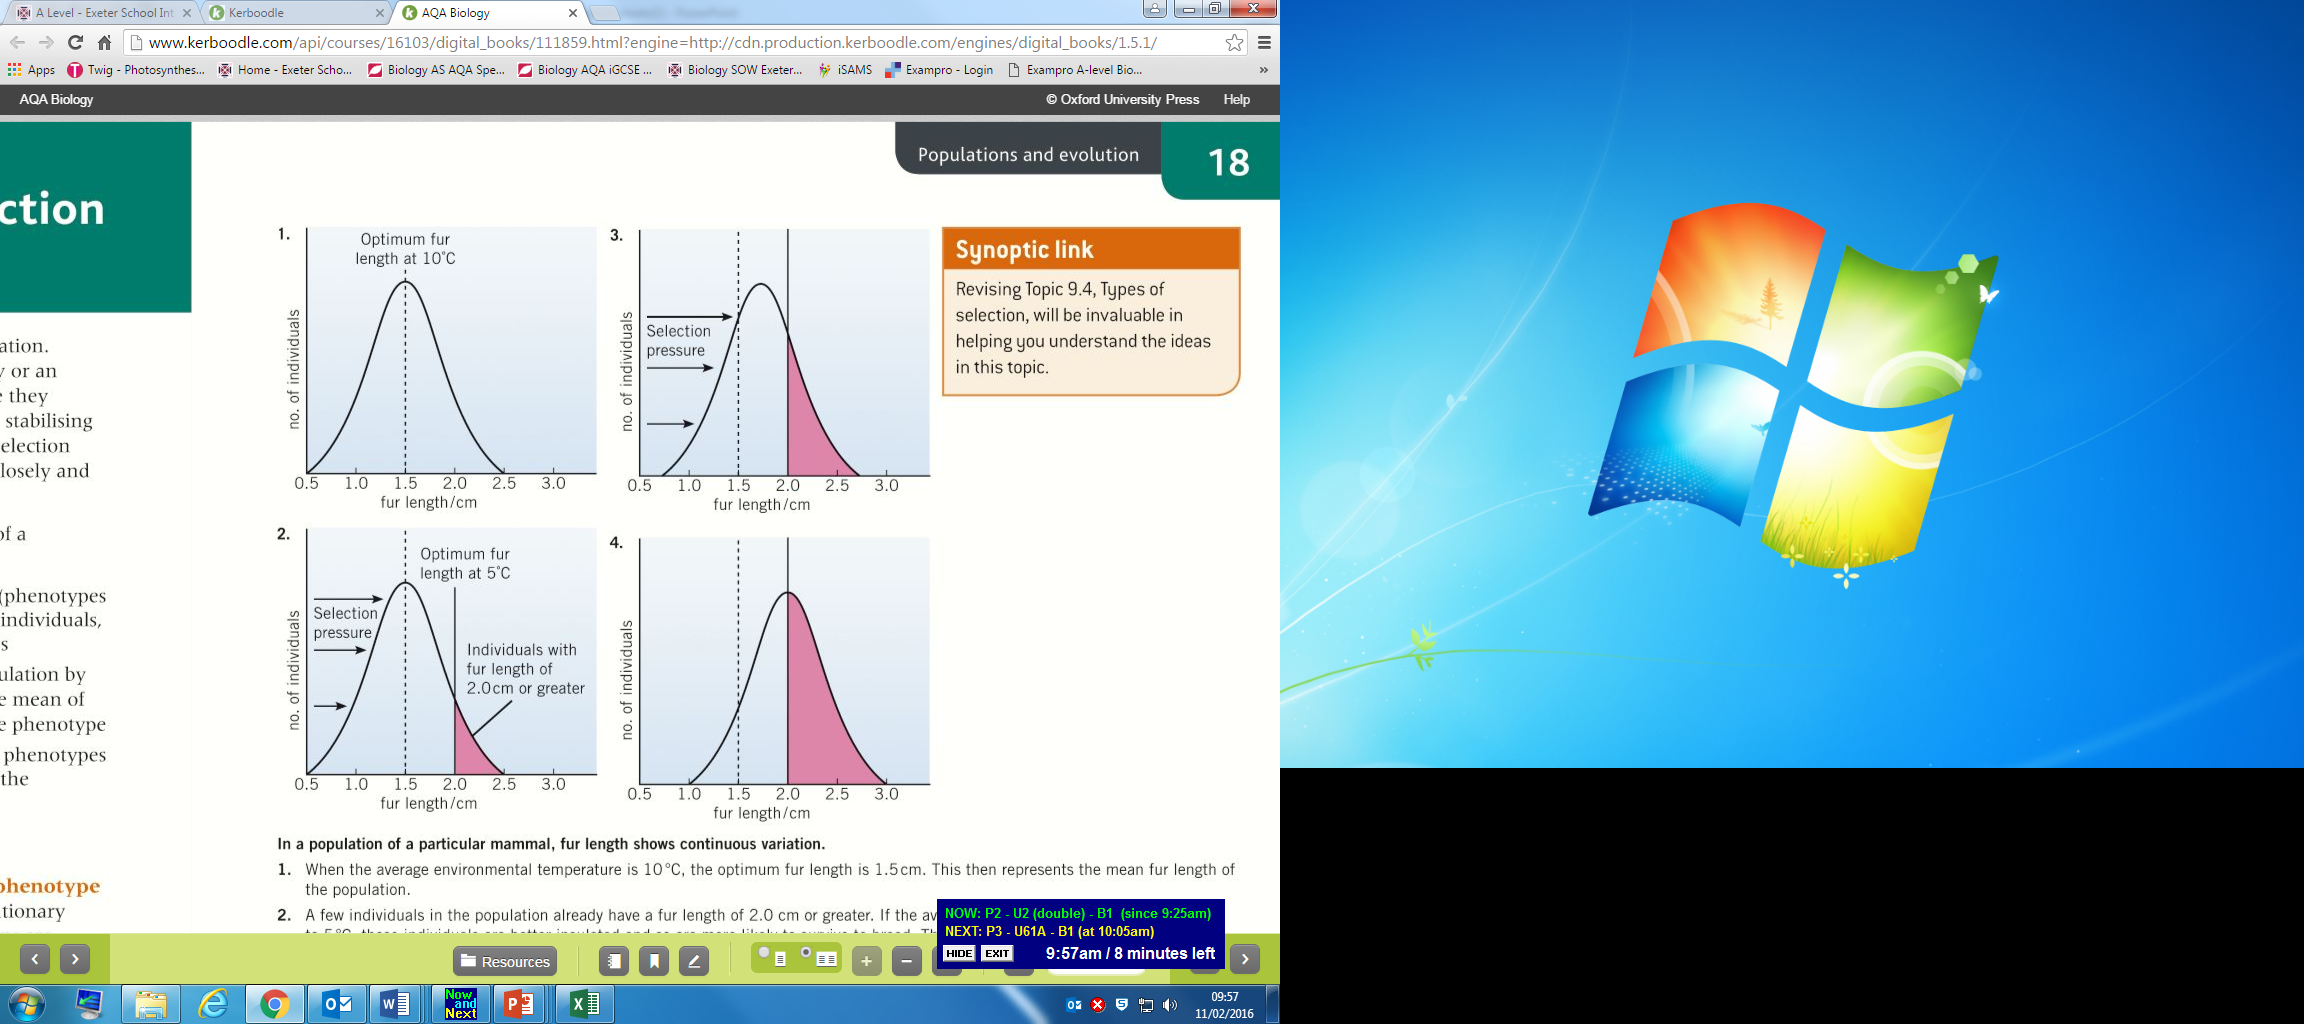 A Level - Exeter School Int
Kerboodle
AQA Biology
www.kerboodle.com/api/courses/16103/digital_books/111859.html?engine=http://cdn.production.kerboodle.com/engines/digital_books/1.5.1/
Apps
Twig - Photosynthes...
Home - Exeter Scho...
Biology AS AQA Spe...
Biology AQA iGCSE ...
Biology SOW Exeter...
iSAMS
Exampro - Login
Exampro A-level Bio...
»
AQA Biology
© Oxford University Press
Help
Populations and evolution
18
ction
ation.
y or an
e they
stabilising
election
losely and
of a
(phenotypes
individuals,
s
ulation by
e mean of
e phenotype
phenotypes
the
phenotype
tionary
1.
Optimum fur
length at 10°C
no. of individuals
0.5 1.0 1.5 2.0 2.5 3.0
fur length/cm
2.
Optimum fur
length at 5°C
Selection
pressure
Individuals with
fur length of
2.0cm or greater
no. of individuals
0.5 1.0 1.5 2.0 2.5 3.0
fur length/cm
3.
Selection
pressure
no. of individuals
0.5 1.0 1.5 2.0 2.5 3.0
fur length/cm
4.
no. of individuals
0.5 1.0 1.5 2.0 2.5 3.0
fur length/cm
Synoptic link
Revising Topic 9.4, Types of
selection, will be invaluable in
helping you understand the ideas
in this topic.
In a population of a particular mammal, fur length shows continuous variation.
1. When the average environmental temperature is 10°C, the optimum fur length is 1.5cm. This then represents the mean fur length of
the population.
2. A few individuals in the population already have a fur length of 2.0 cm or greater. If the av
NOW: P2 - U2 (double) - B1 (since 9:25am)
NEXT: P3 - U61A - B1 (at 10:05am)
HIDE EXIT 9:57am / 8 minutes left
Resources
Now
and
Next
09:57
11/02/2016